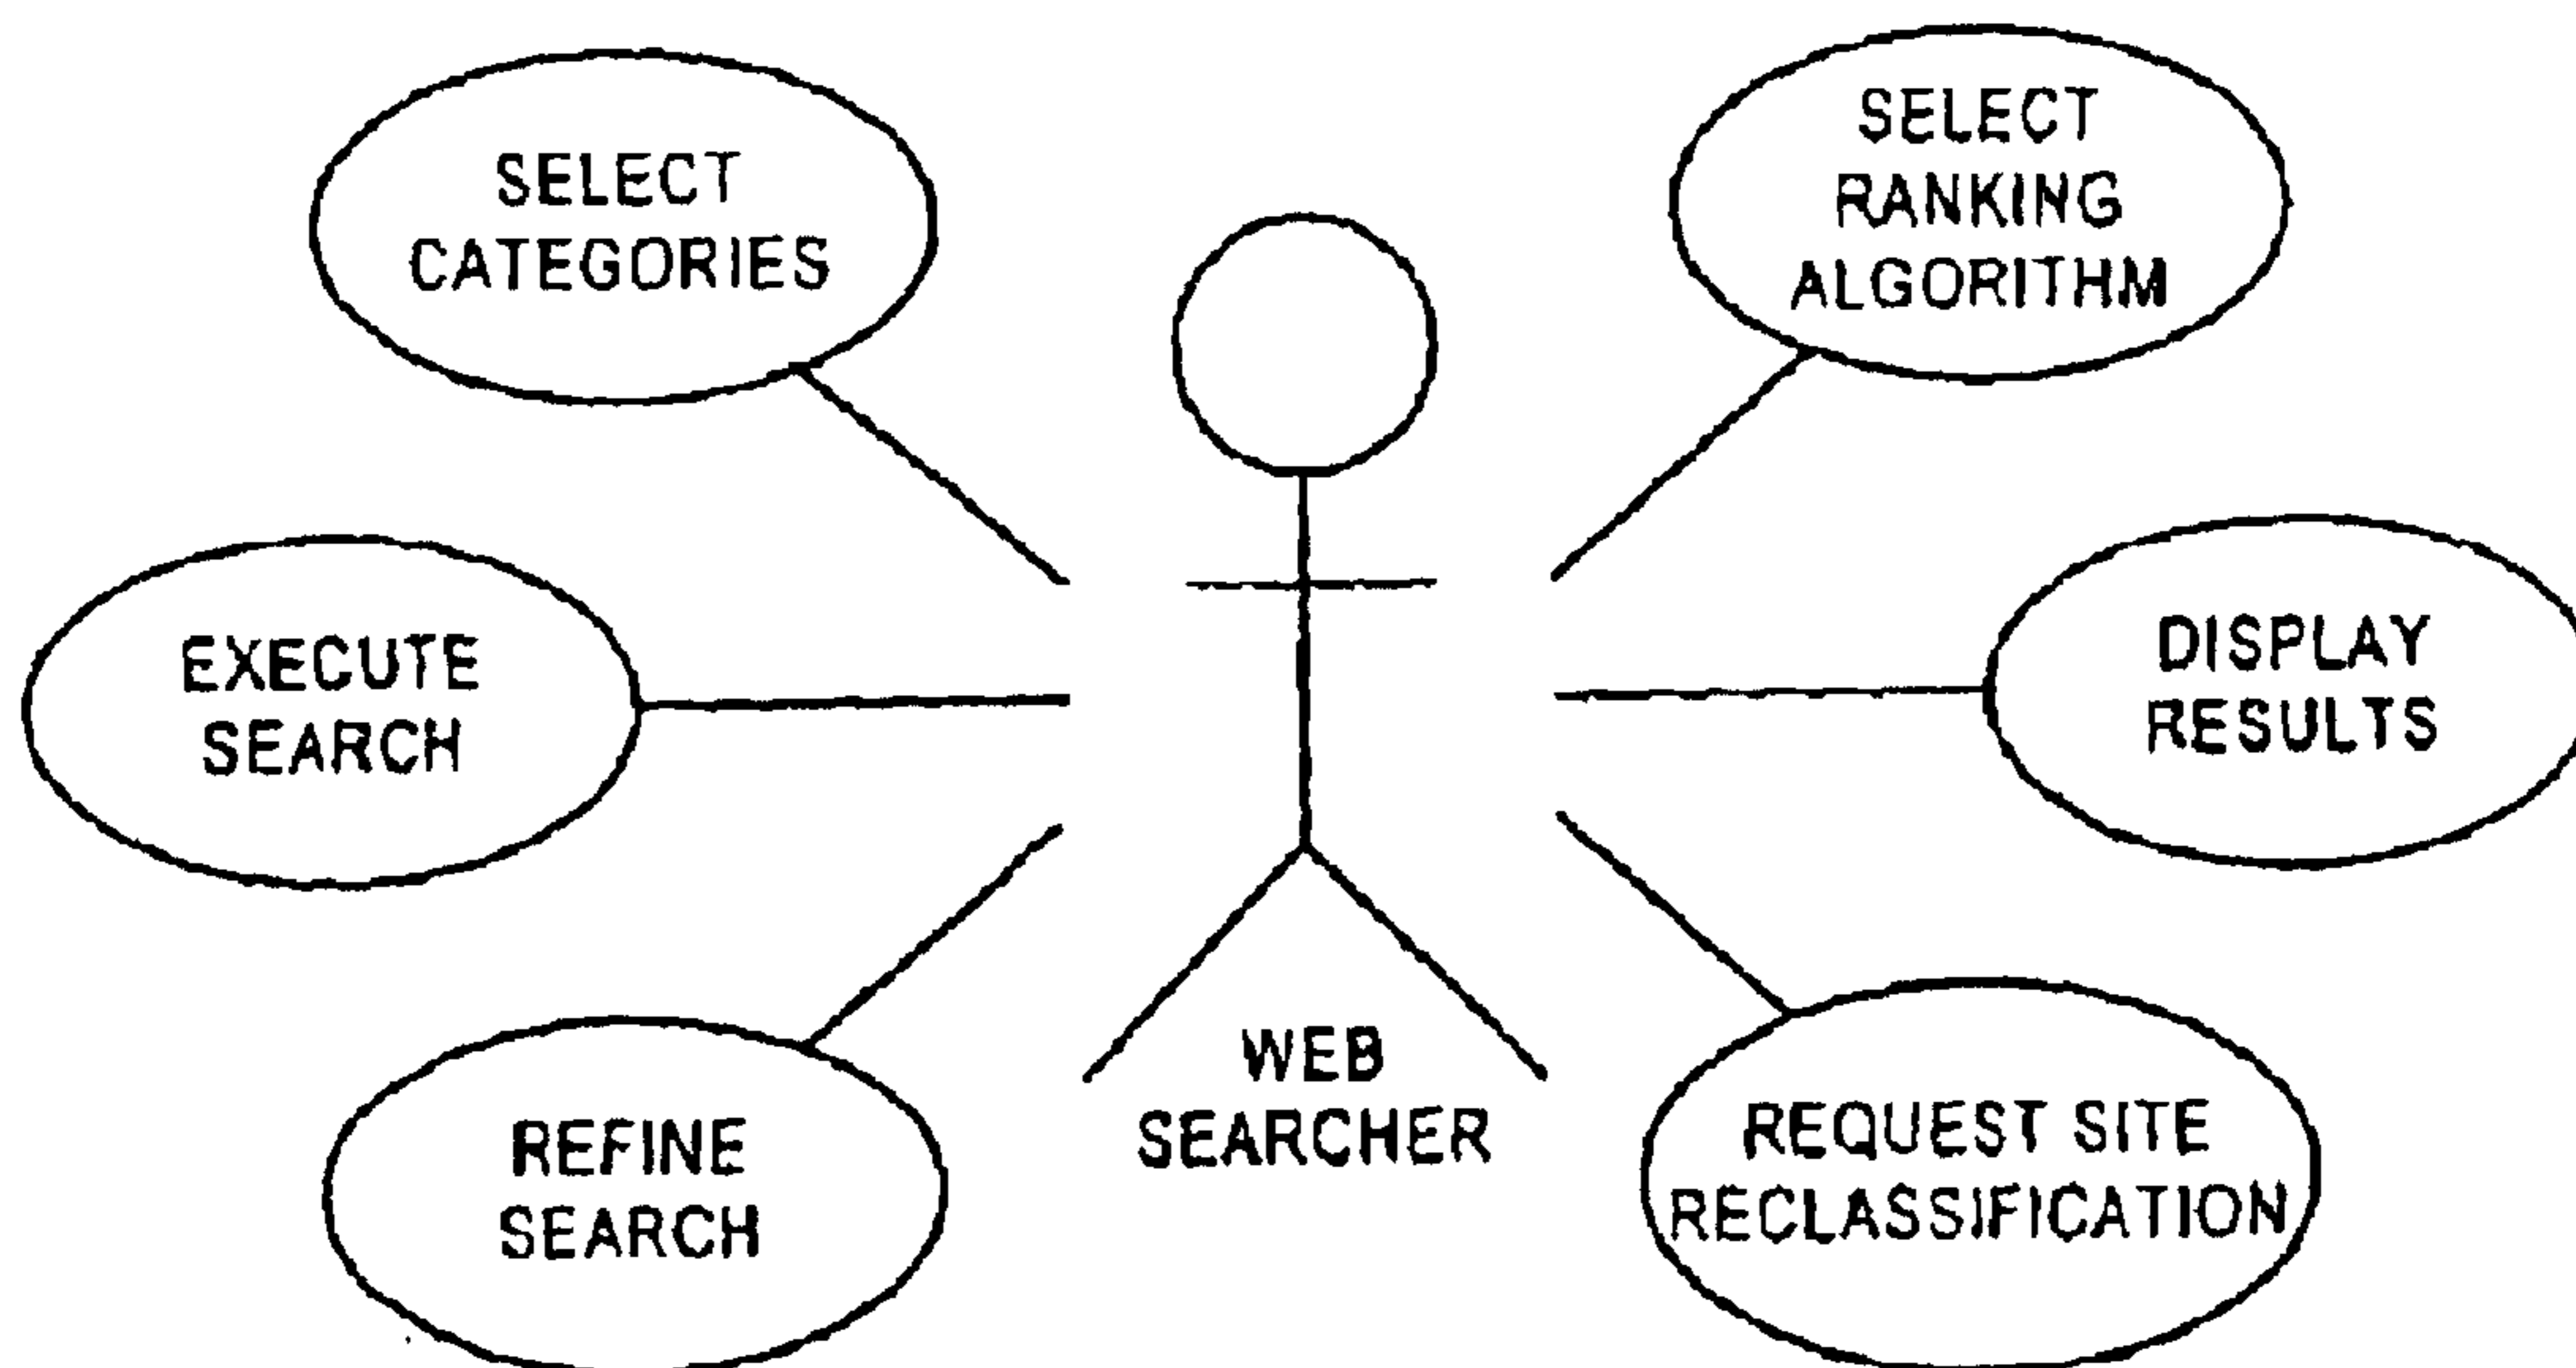 SELECT
CATEGORIES
SELECT
RANKING
ALGORITHM
EXECUTE
SEARCH
DISPLAY
RESULTS
REFINE
SEARCH
WEB
SEARCHER
REQUEST SITE
RECLASSIFICATION